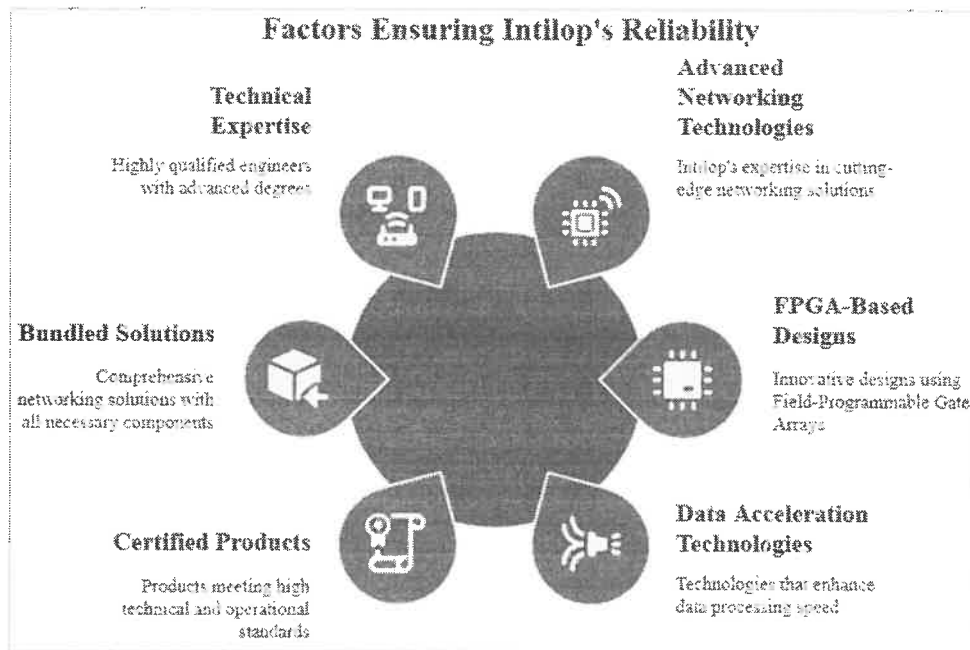 Factors Ensuring Intilop's Reliability
Technical
Expertise
Highly qualified engineers
with advanced degrees
Advanced
Networking
Technologies
Intilop's expertise in cutting-
edge networking solutions
Bundled Solutions
Comprehensive
networking solutions with
all necessary components
FPGA-Based
Designs
Innovative designs using
Field-Programmable Gate
Arrays
Certified Products
Products meeting high
technical and operational
standards
Data Acceleration
Technologies
Technologies that enhance
data processing speed